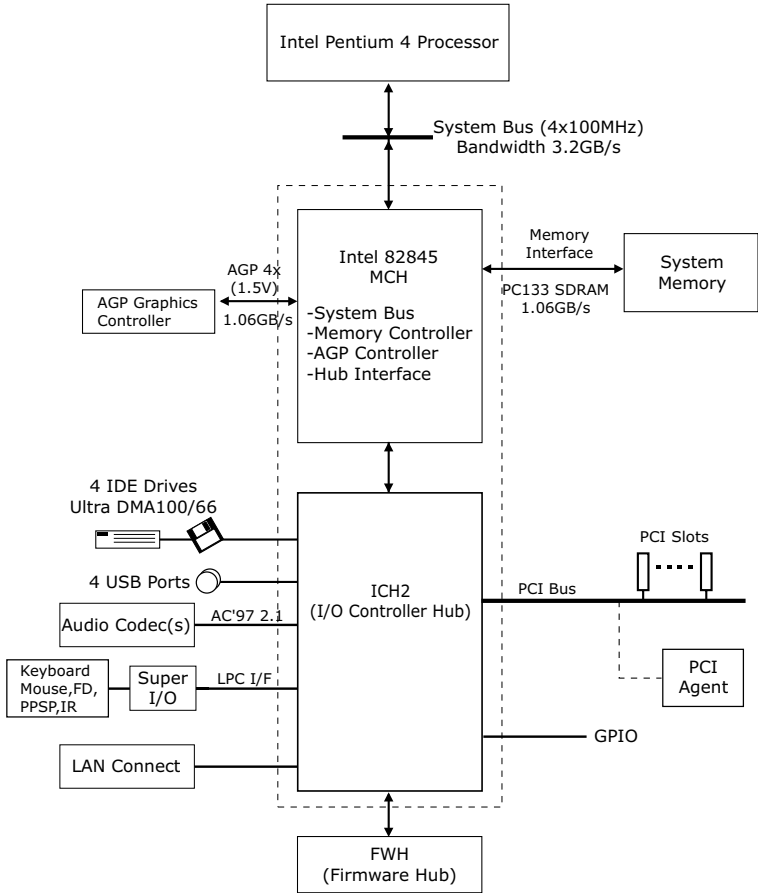 Intel Pentium 4 Processor
System Bus (4x100MHz)
Bandwidth 3.2GB/s
Intel 82845
MCH
-System Bus
-Memory Controller
-AGP Controller
-Hub Interface
AGP 4x
(1.5V)
1.06GB/s
AGP Graphics
Controller
Memory
Interface
PC133 SDRAM
1.06GB/s
System
Memory
4 IDE Drives
Ultra DMA100/66
4 USB Ports
Audio Codec(s)
AC'97 2.1
Keyboard
Mouse,FD,
PPSP,IR
Super
I/O
LPC I/F
LAN Connect
ICH2
(I/O Controller Hub)
PCI Slots
PCI Bus
PCI
Agent
GPIO
FWH
(Firmware Hub)